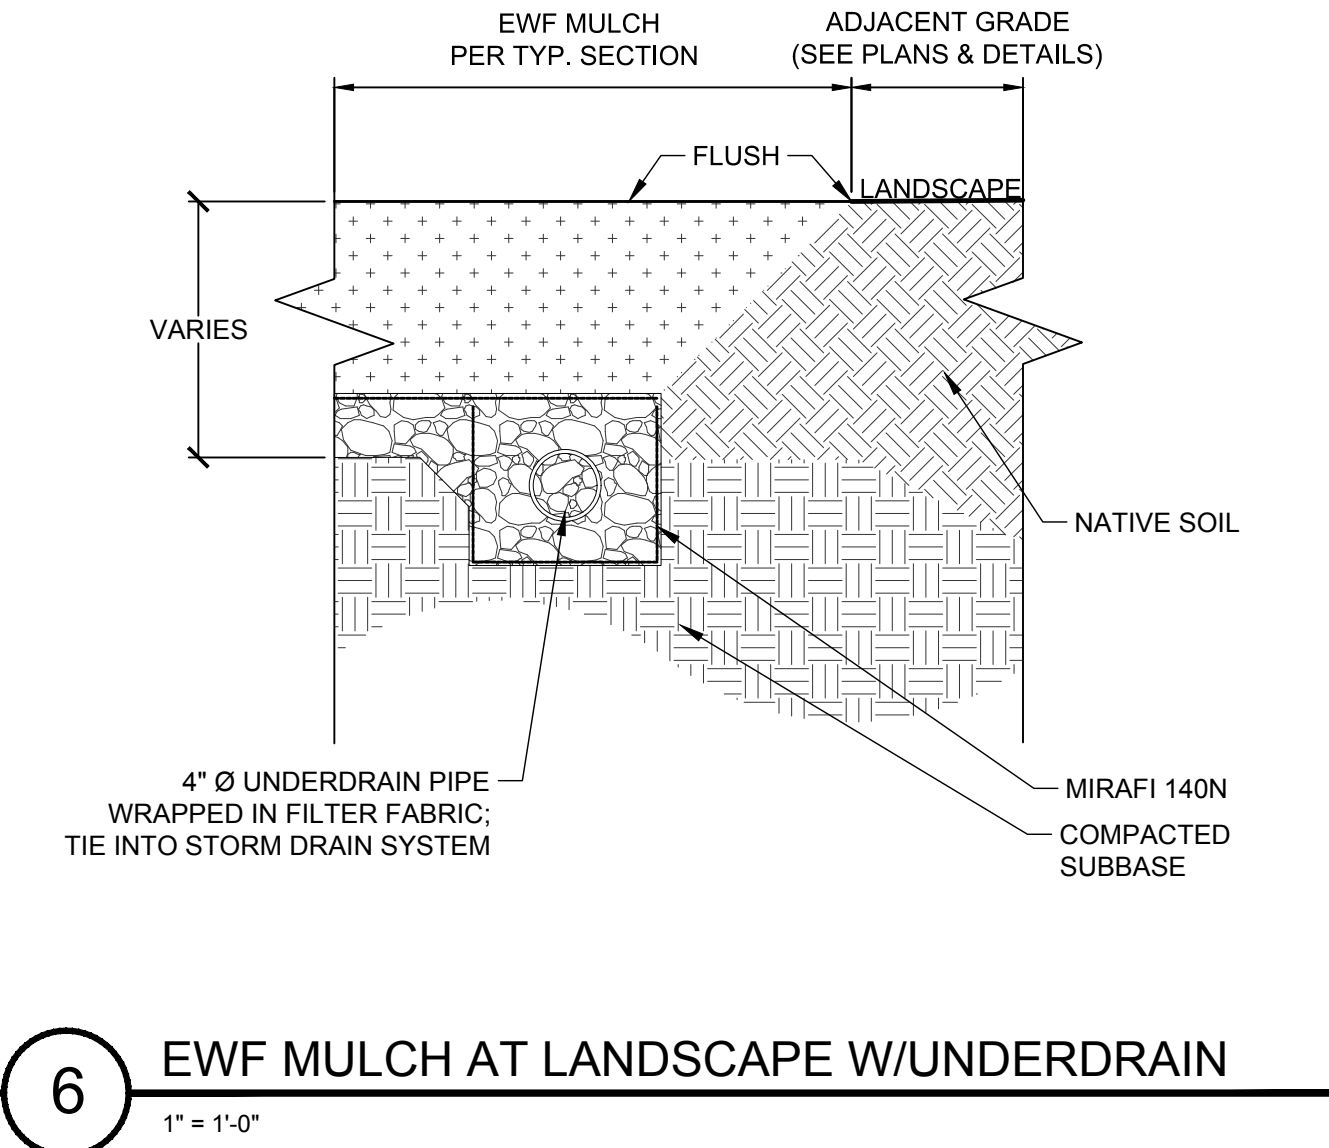 EWF MULCH
PER TYP. SECTION
ADJACENT GRADE
(SEE PLANS & DETAILS)
FLUSH
LANDSCAPE
VARIES
NATIVE SOIL
4" Ø UNDERDRAIN PIPE
WRAPPED IN FILTER FABRIC;
TIE INTO STORM DRAIN SYSTEM
MIRAFI 140N
COMPACTED
SUBBASE
6
EWF MULCH AT LANDSCAPE W/UNDERDRAIN
1" = 1'-0"